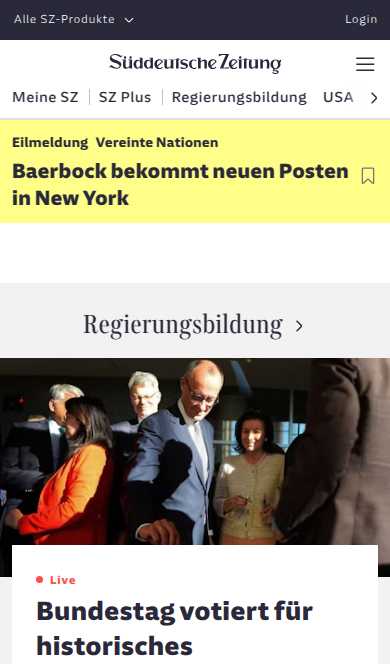 Alle SZ-Produkte
Login
Süddeutsche Zeitung
Meine SZ
SZ Plus
Regierungsbildung
USA
Eilmeldung Vereinte Nationen
Baerbock bekommt neuen Posten
in New York
Regierungsbildung
Live
Bundestag votiert für
historisches